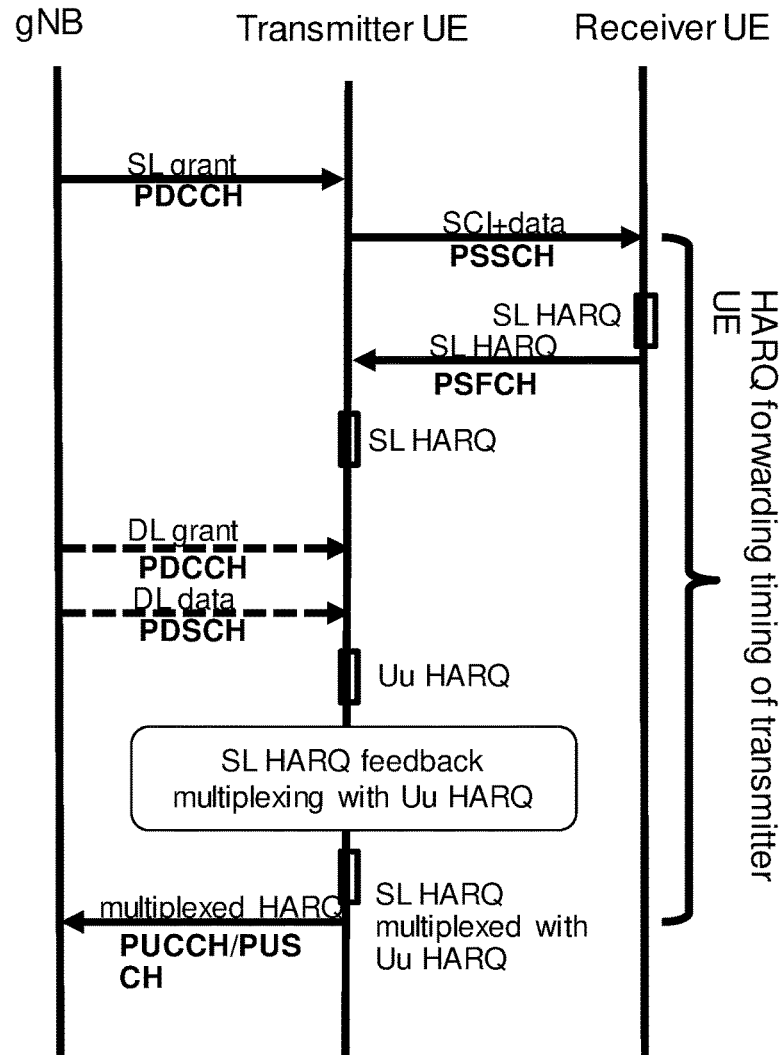 gNB
Transmitter UE
Receiver UE
SL grant
PDCCH
SCI+data
PSSCH
SL HARQ
SL HARQ
PSFCH
SL HARQ
DL grant
PDCCH
DL data
PDSCH
Uu HARQ
SL HARQ feedback
multiplexing with Uu HARQ
multiplexed HARQ
PUCCH/PUS
CH
SL HARQ
multiplexed with
Uu HARQ
HARQ forwarding timing of transmitter
UE